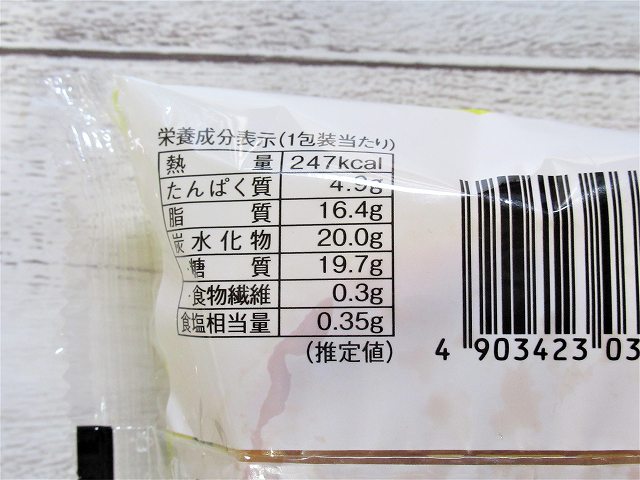 栄養成分表示(1包装当たり)
熱量 247kcal
たんぱく質 4.9g
脂質 16.4g
炭水化物 20.0g
・糖質 19.7g
・食物繊維 0.3g
食塩相当量 0.35g
(推定値)
4 903423 03